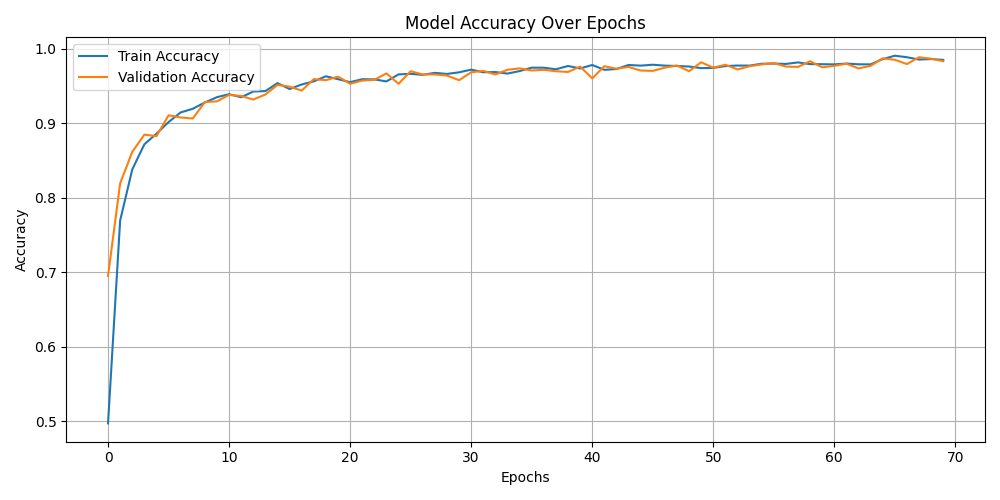 Model Accuracy Over Epochs
Train Accuracy
Validation Accuracy
1.0
0.9
0.8
0.7
0.6
0.5
Accuracy
0 10 20 30 40 50 60 70
Epochs